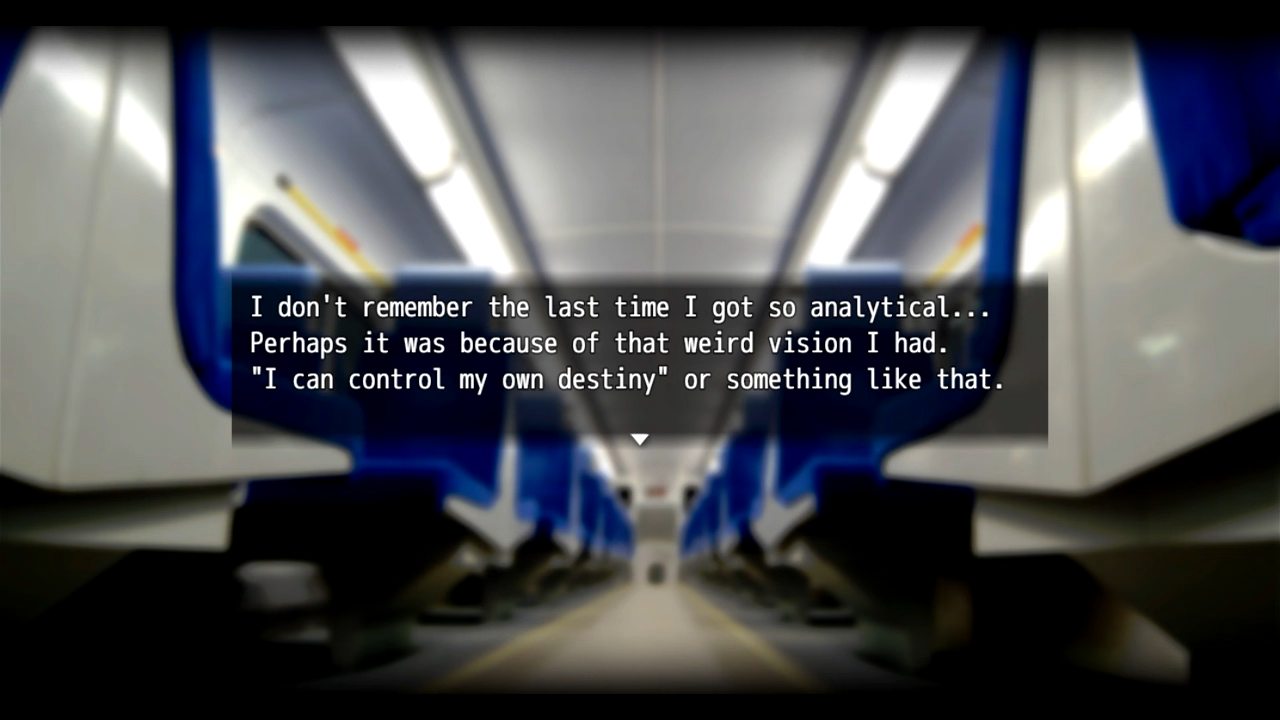 I don't remember the last time I got so analytical...
Perhaps it was because of that weird vision I had.
"I can control my own destiny" or something like that.